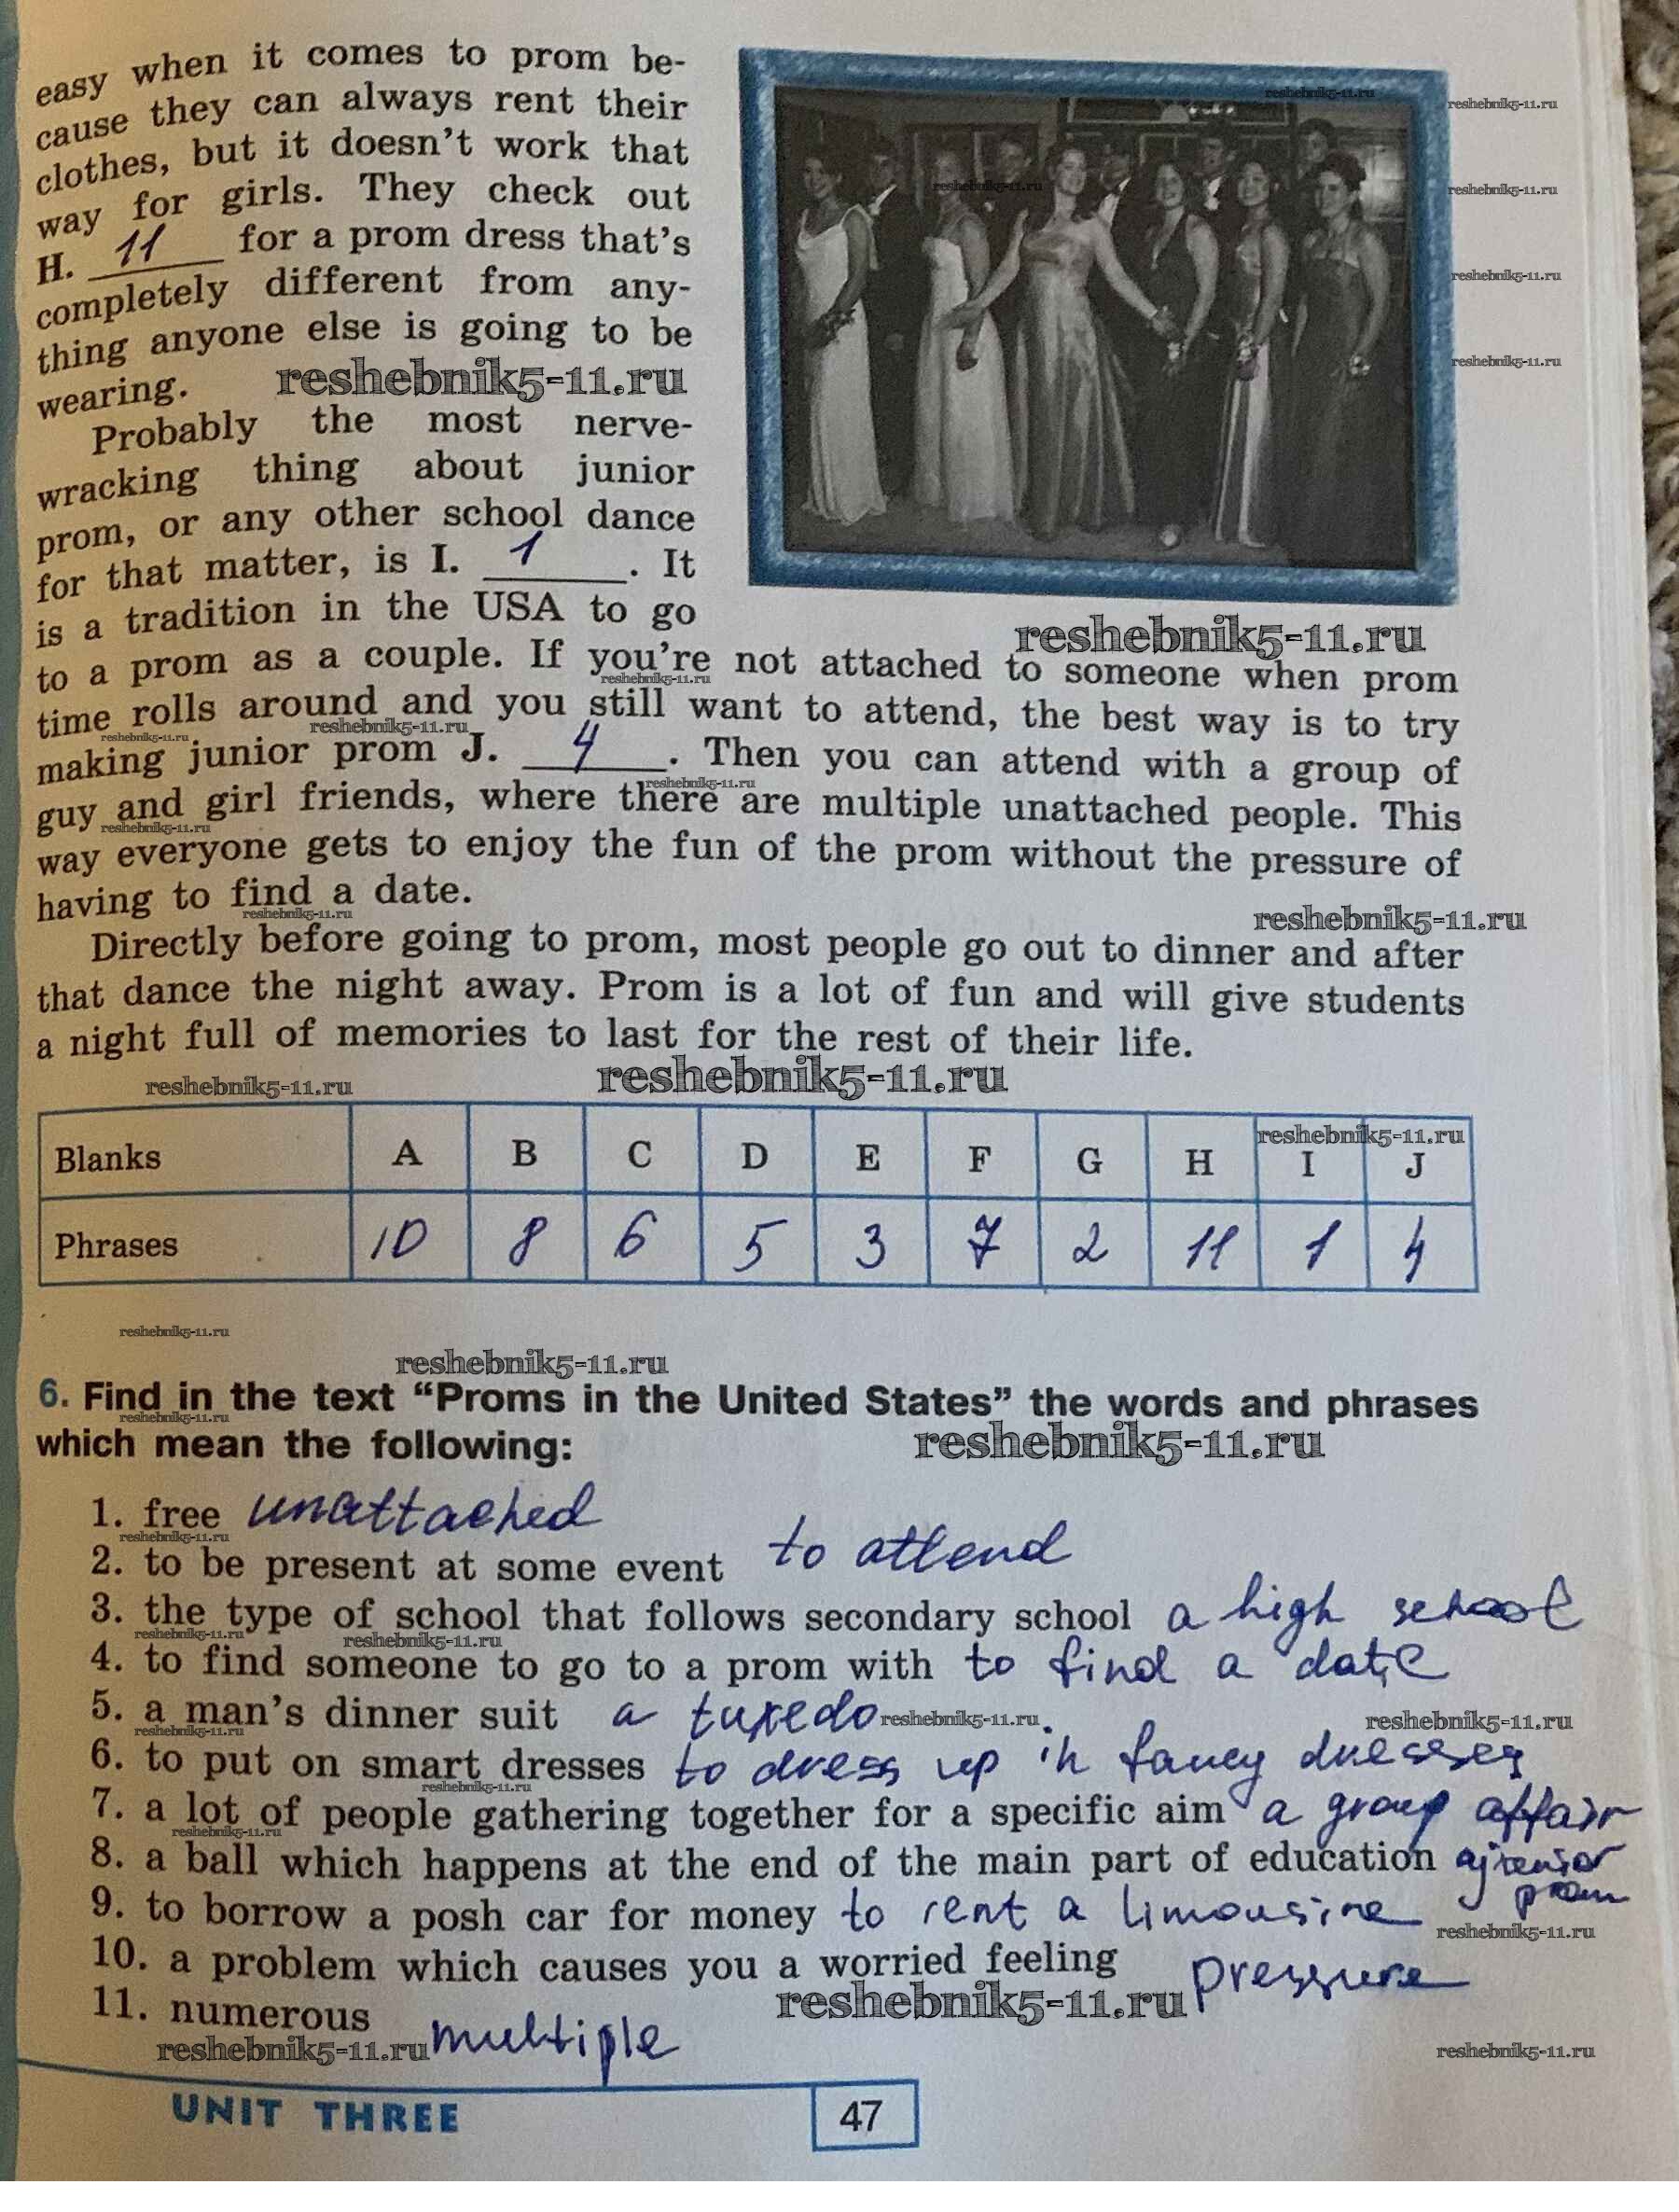 easy when it comes to prom be-
cause they can always rent their
clothes, but it doesn't work that
way for girls. They check out
H. 11 for a prom dress that's
completely different from any-
thing anyone else is going to be
wearing.
Probably the most nerve-
wracking thing about junior
prom, or any other school dance
for that matter, is I. 1. It
is a tradition in the USA to go
to a prom as a couple. If you're not attached to someone when prom
time rolls around and you still want to attend, the best way is to try
making junior prom J. 4. Then you can attend with a group of
guy and girl friends, where there are multiple unattached people. This
way everyone gets to enjoy the fun of the prom without the pressure of
having to find a date.
Directly before going to prom, most people go out to dinner and after
that dance the night away. Prom is a lot of fun and will give students
a night full of memories to last for the rest of their life.
reshebnik5-11.ru
Blanks A B C D E F G H I J
Phrases 10 8 6 5 3 7 2 11 1 4
6. Find in the text “Proms in the United States” the words and phrases
which mean the following:
1. free unattached
2. to be present at some event to attend
3. the type of school that follows secondary school a high school
4. to find someone to go to a prom with to find a date
5. a man's dinner suit a tuxedo
6. to put on smart dresses to dress up in fancy dresses
7. a lot of people gathering together for a specific aim a group affair
8. a ball which happens at the end of the main part of education a
prom
9. to borrow a posh car for money to rent a limousine
10. a problem which causes you a worried feeling pressure
11. numerous multiple
UNIT THREE 47